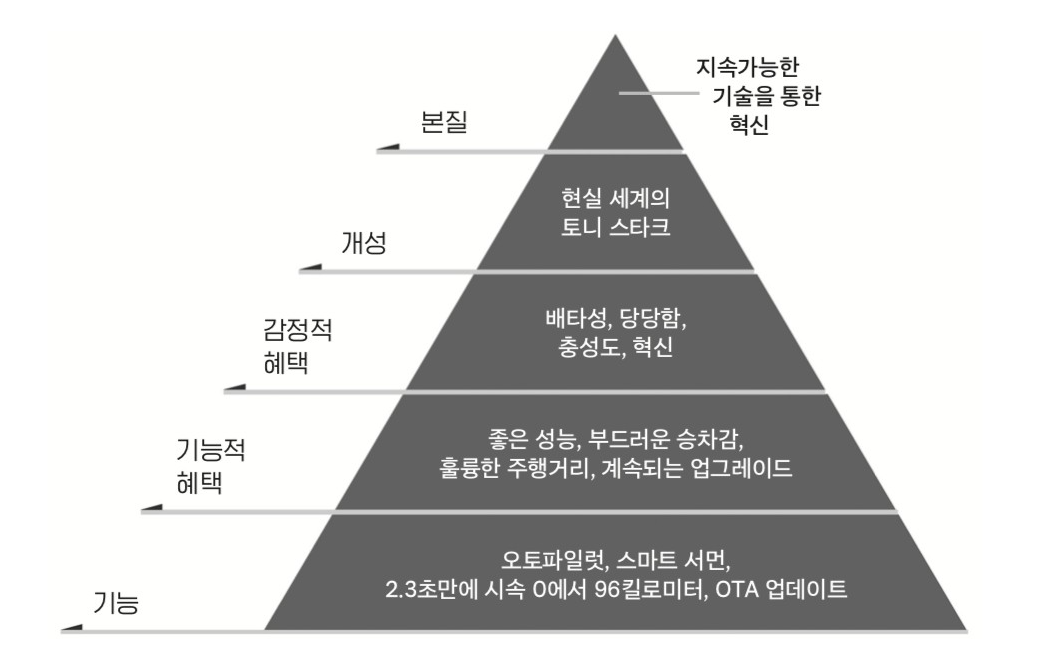 지속가능한
기술을 통한
혁신
본질
현실 세계의
토니 스타크
개성
배타성, 당당함,
충성도, 혁신
감정적
혜택
좋은 성능, 부드러운 승차감,
훌륭한 주행거리, 계속되는 업그레이드
기능적
혜택
오토파일럿, 스마트 서먼,
2.3초만에 시속 0에서 96킬로미터, OTA 업데이트
기능